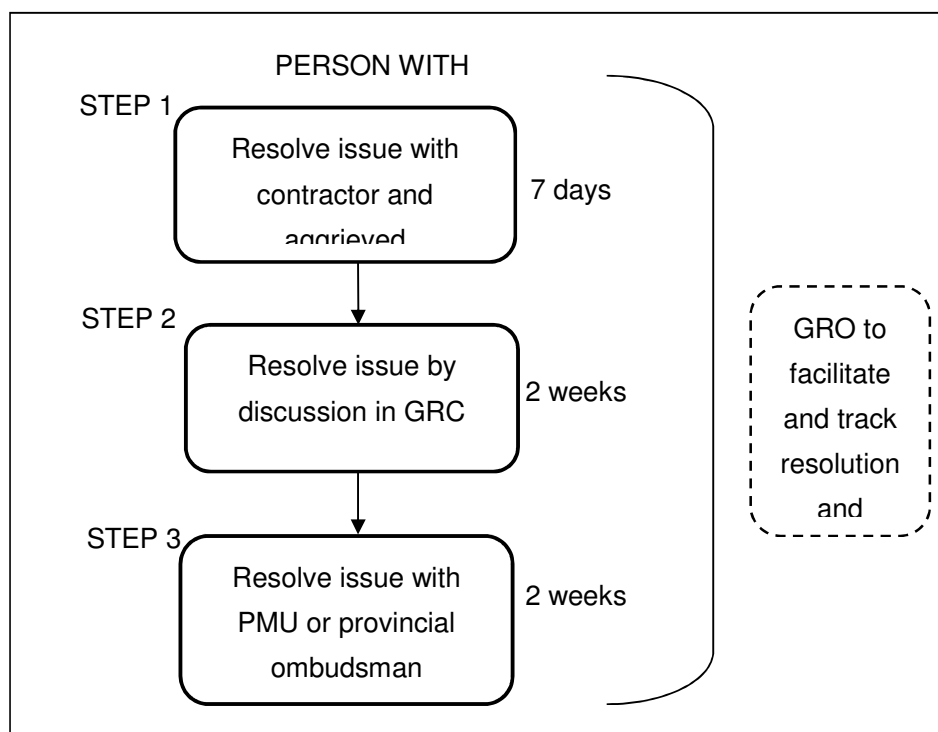 PERSON WITH
STEP 1
Resolve issue with
contractor and
aggrieved
7 days
STEP 2
Resolve issue by
discussion in GRC
2 weeks
STEP 3
Resolve issue with
PMU or provincial
ombudsman
2 weeks
GRO to
facilitate
and track
resolution
and